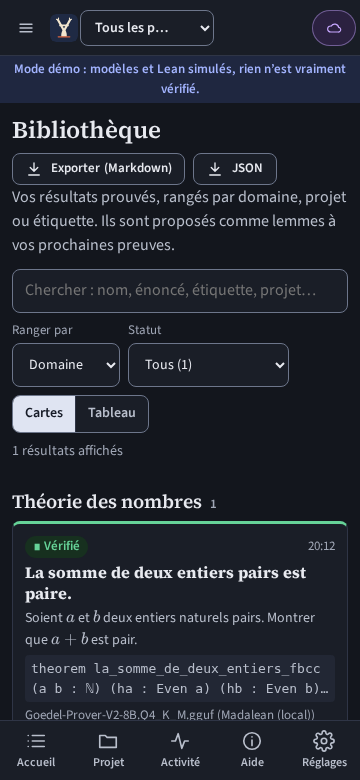 Tous les p…
Mode démo : modèles et Lean simulés, rien n’est vraiment
vérifié.
Bibliothèque
Exporter (Markdown)
JSON
Vos résultats prouvés, rangés par domaine, projet
ou étiquette. Ils sont proposés comme lemmes à
vos prochaines preuves.
Chercher : nom, énoncé, étiquette, projet…
Ranger par
Statut
Domaine
Tous (1)
Cartes
Tableau
1 résultats affichés
Théorie des nombres 1
Vérifié
20:12
La somme de deux entiers pairs est
paire.
Soient a et b deux entiers naturels pairs. Montrer
que a + b est pair.
theorem la_somme_de_deux_entiers_fbcc
(a b : ℕ) (ha : Even a) (hb : Even b)…
Goedel-Prover-V2-8B.Q4_K_M.gguf (Madalean (local))
Accueil
Projet
Activité
Aide
Réglages